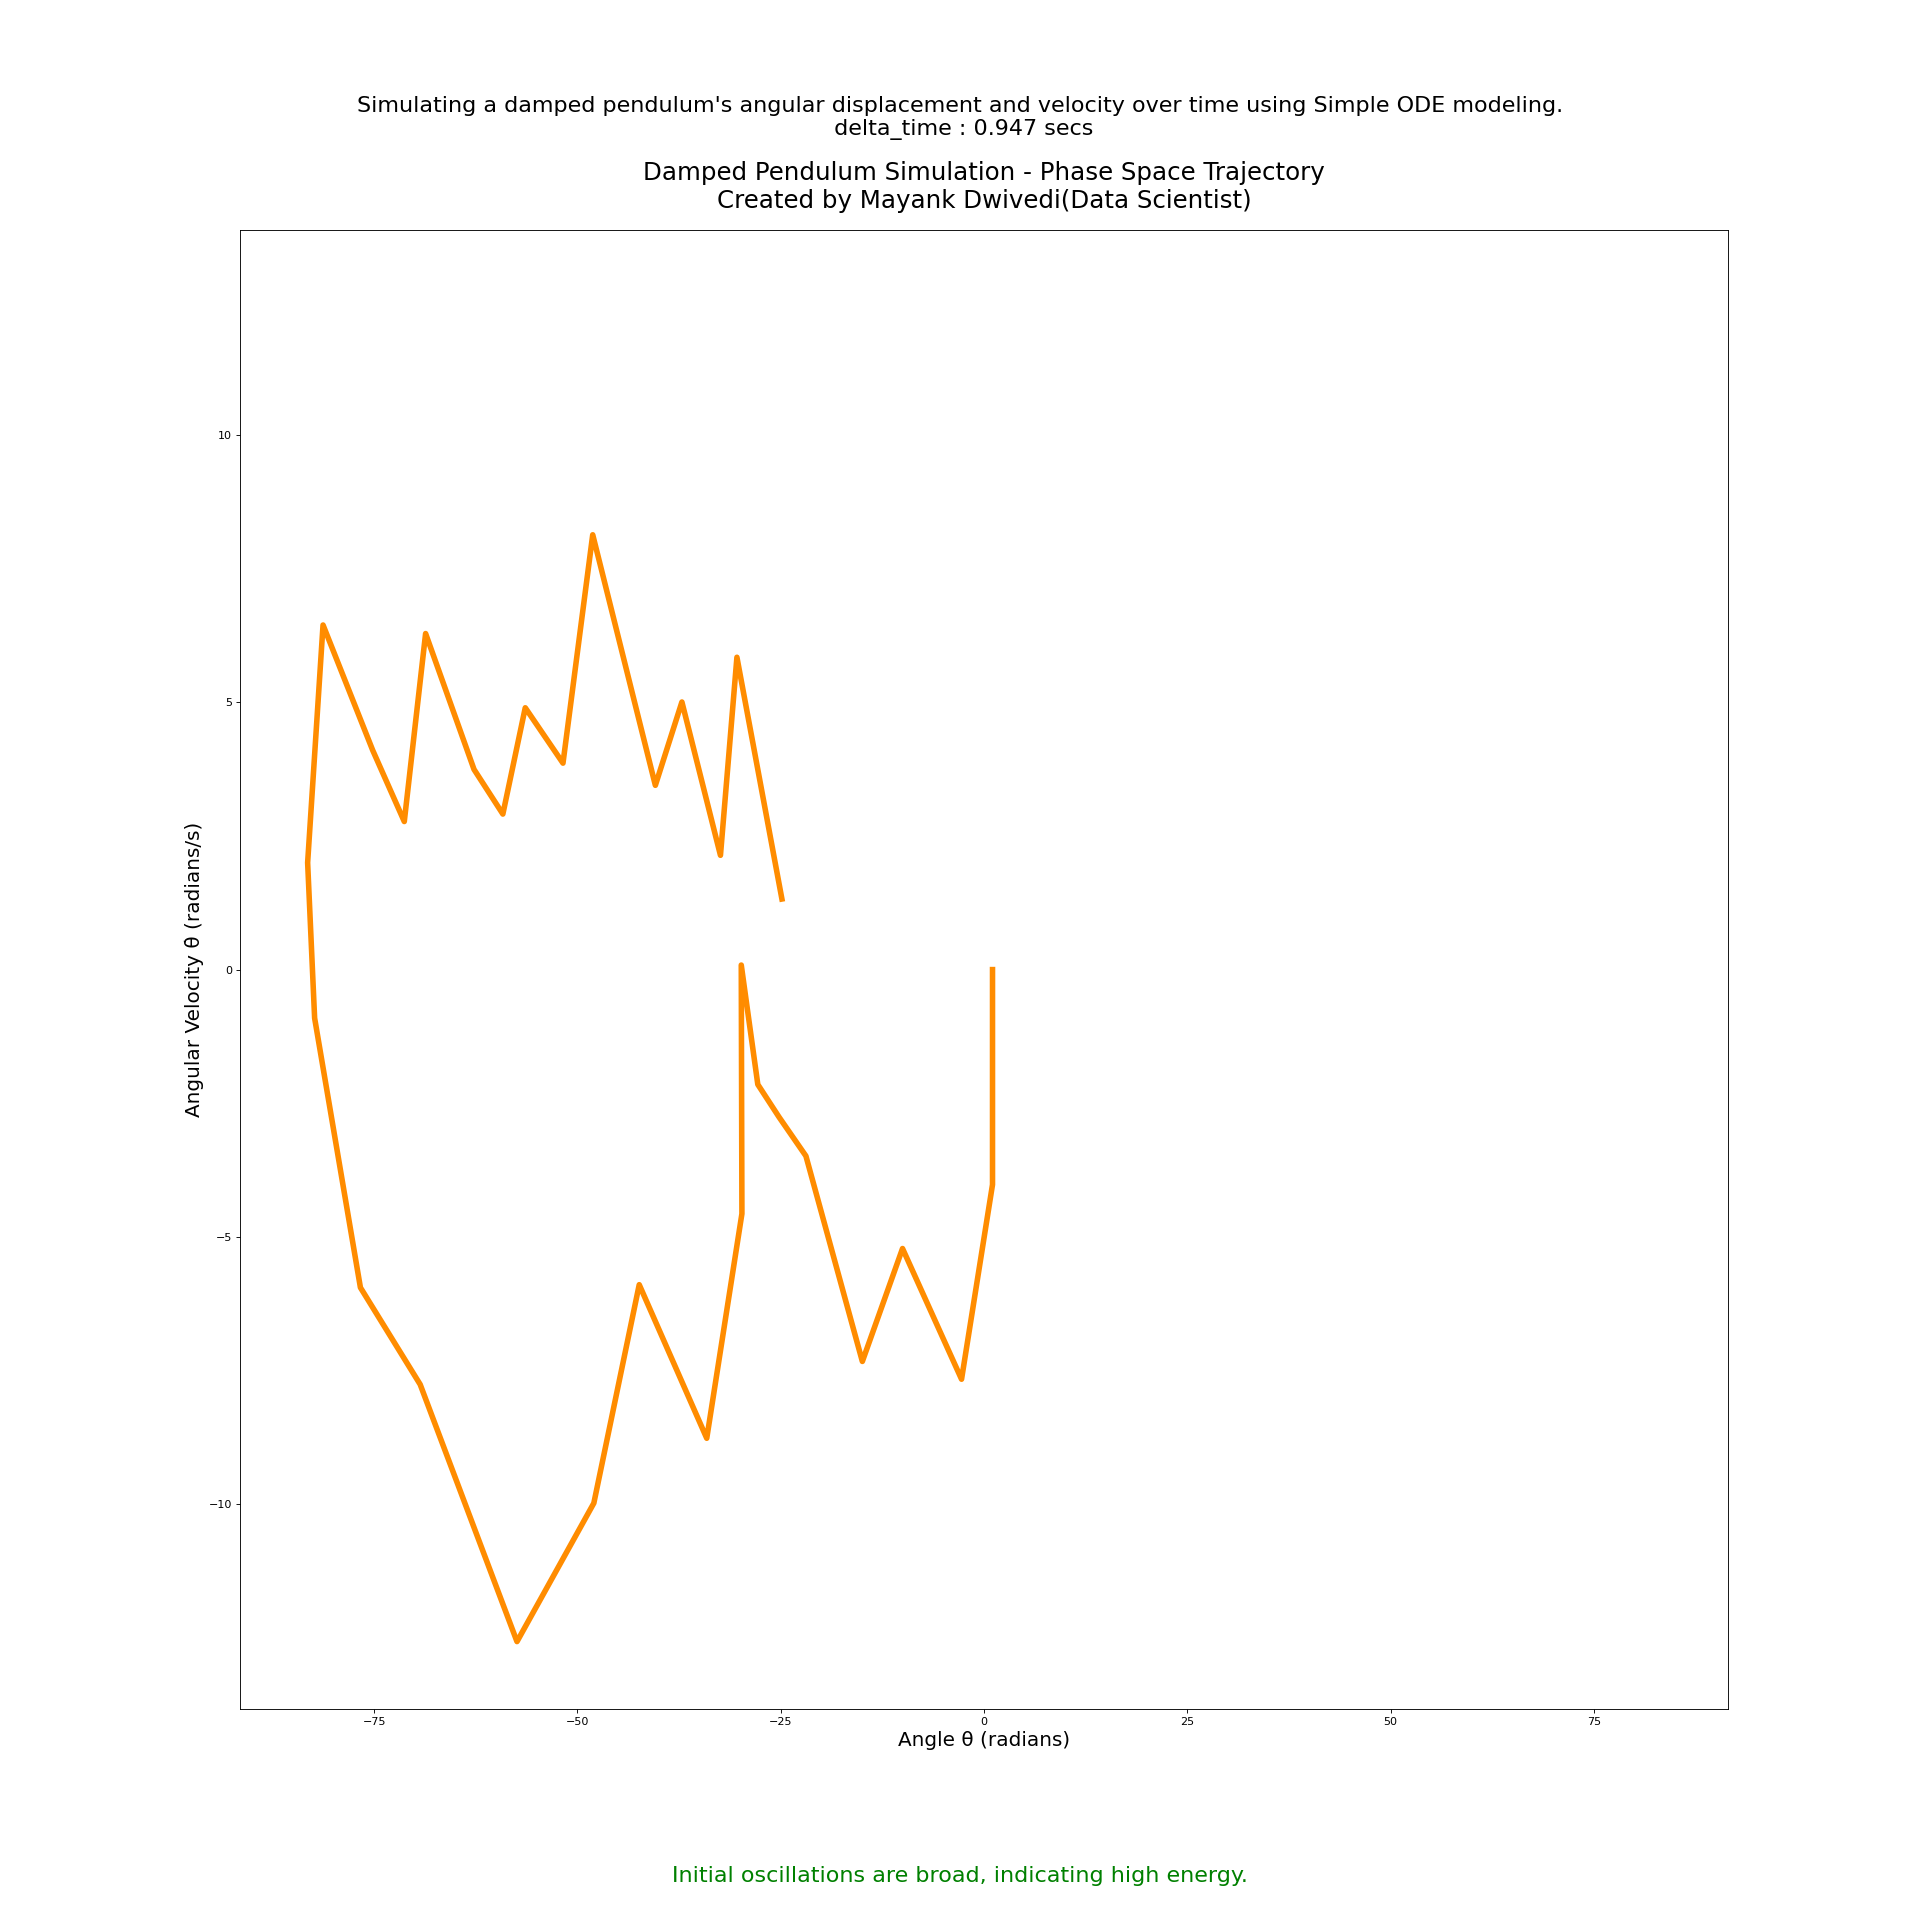 Simulating a damped pendulum's angular displacement and velocity over time using Simple ODE modeling.
delta_time : 0.947 secs
Damped Pendulum Simulation - Phase Space Trajectory
Created by Mayank Dwivedi(Data Scientist)
10
5
0
−5
−10
Angular Velocity θ (radians/s)
−75
−50
−25
0
25
50
75
Angle θ (radians)
Initial oscillations are broad, indicating high energy.